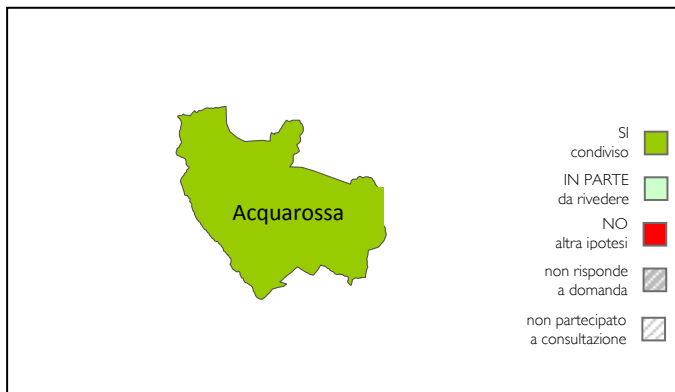 Acquarossa
SI
condiviso
IN PARTE
da rivedere
NO
altra ipotesi
non risponde
a domanda
non partecipato
a consultazione